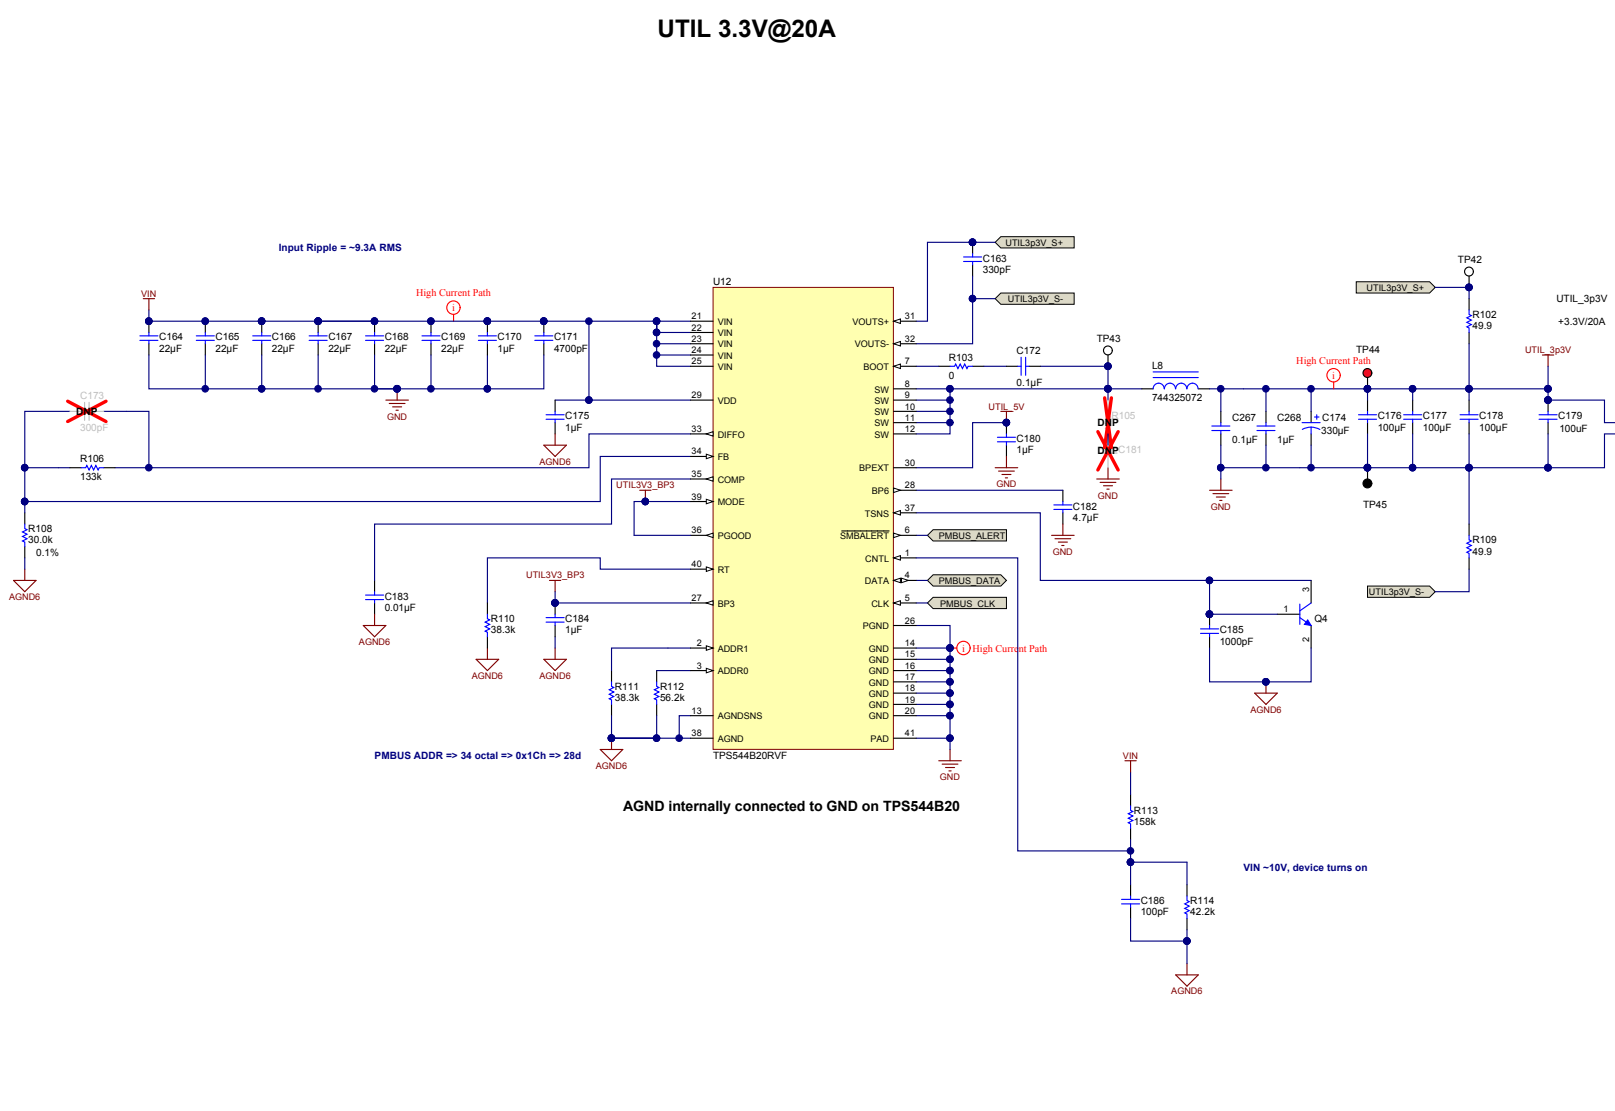 UTIL 3.3V@20A
Input Ripple = ~9.3A RMS
VIN
High Current Path
i
C164
22µF
C165
22µF
C166
22µF
C167
22µF
C168
22µF
C169
22µF
C170
1µF
C171
4700pF
GND
C173
DNP
300pF
R106
133k
R108
30.0k
0.1%
AGND6
C175
1µF
AGND6
UTIL3V3_BP3
C183
0.01µF
AGND6
R110
38.3k
AGND6
UTIL3V3_BP3
C184
1µF
AGND6
R111
38.3k
R112
56.2k
AGND6
PMBUS ADDR => 34 octal => 0x1Ch => 28d
U12
21 VIN
22 VIN
23 VIN
24 VIN
25 VIN
29 VDD
33 DIFFO
34 FB
35 COMP
39 MODE
36 PGOOD
40 RT
27 BP3
2 ADDR1
3 ADDR0
13 AGNDSNS
38 AGND
VOUTS+ 31
VOUTS- 32
BOOT 7
SW 8
SW 9
SW 10
SW 11
SW 12
BPEXT 30
BP6 28
TSNS 37
SMBALERT 6
CNTL 1
DATA 4
CLK 5
PGND 26
GND 14
GND 15
GND 16
GND 17
GND 18
GND 19
GND 20
PAD 41
TPS544B20RVF
AGND internally connected to GND on TPS544B20
UTIL3p3V_S+
C163
330pF
UTIL3p3V_S-
R103
0
C172
0.1µF
TP43
UTIL_5V
C180
1µF
GND
C182
4.7µF
GND
R105
DNP
DNP
C181
GND
PMBUS_ALERT
PMBUS_DATA
PMBUS_CLK
i
High Current Path
GND
L8
744325072
High Current Path
i
TP44
C267
0.1µF
C268
1µF
+
C174
330µF
C176
100µF
C177
100µF
C178
100µF
C179
100uF
GND
TP45
TP42
UTIL3p3V_S+
R102
49.9
UTIL_3p3V
+3.3V/20A
UTIL_3p3V
R109
49.9
UTIL3p3V_S-
C185
1000pF
1
3
2
Q4
AGND6
VIN
R113
158k
C186
100pF
R114
42.2k
AGND6
VIN ~10V, device turns on